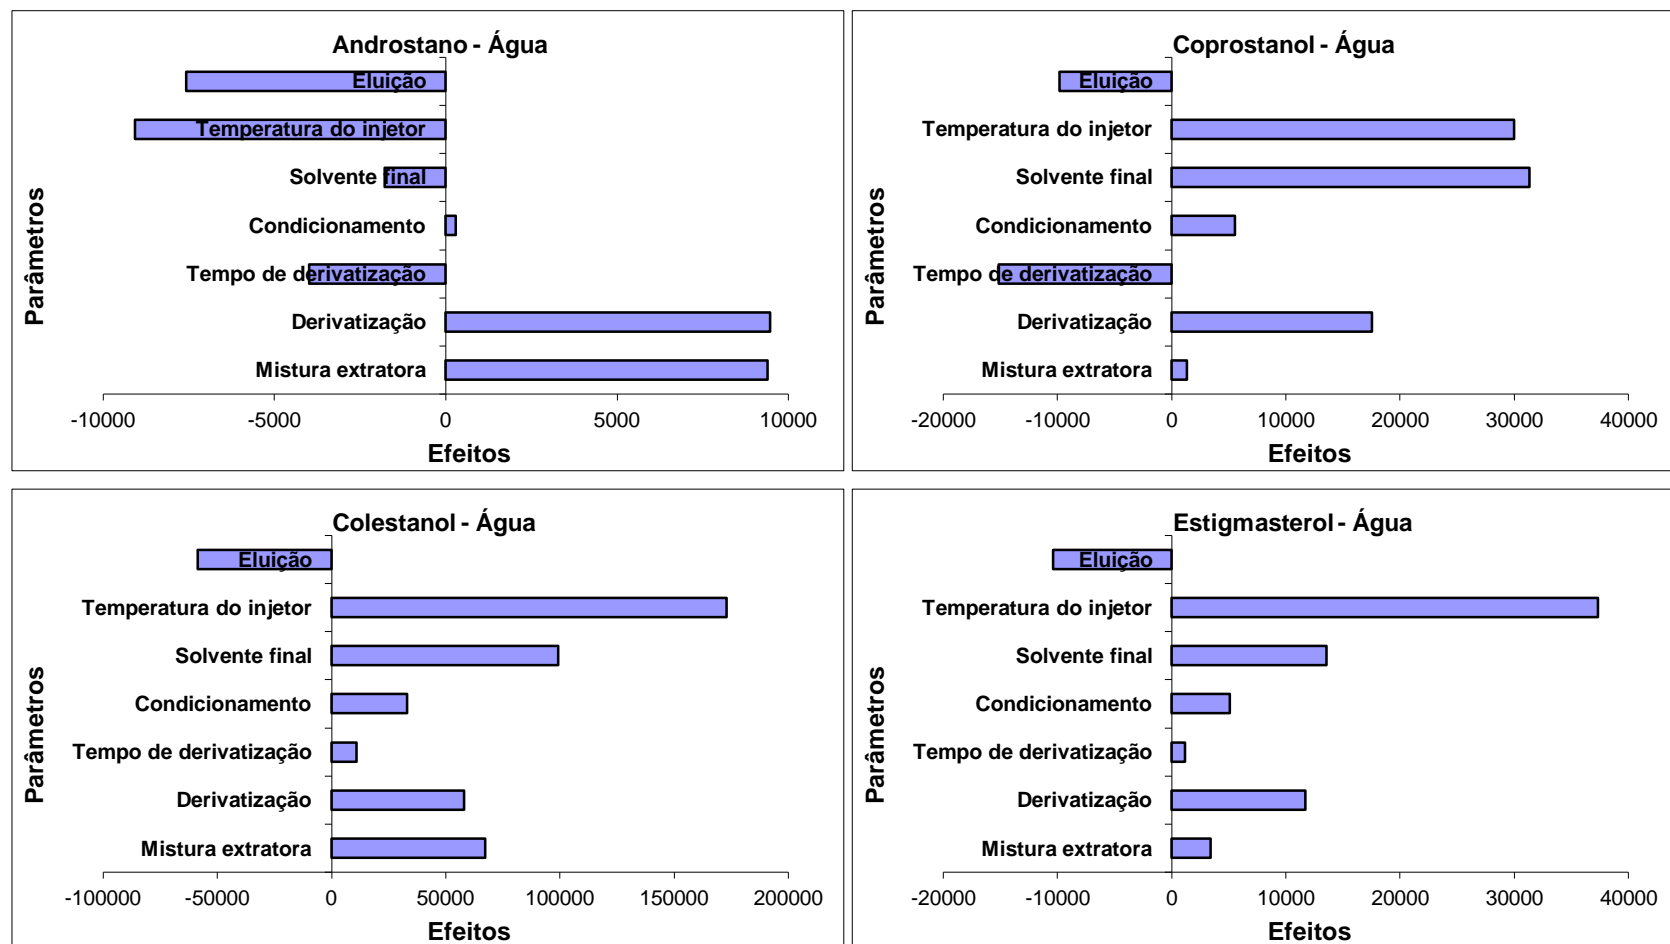 Androstano - Água
Parâmetros
Eluição
Temperatura do injetor
Solvente final
Condicionamento
Tempo de derivatização
Derivatização
Mistura extratora
-10000 -5000 0 5000 10000
Efeitos
Coprostanol - Água
Parâmetros
Eluição
Temperatura do injetor
Solvente final
Condicionamento
Tempo de derivatização
Derivatização
Mistura extratora
-20000 -10000 0 10000 20000 30000 40000
Efeitos
Colestanol - Água
Parâmetros
Eluição
Temperatura do injetor
Solvente final
Condicionamento
Tempo de derivatização
Derivatização
Mistura extratora
-100000 -50000 0 50000 100000 150000 200000
Efeitos
Estigmasterol - Água
Parâmetros
Eluição
Temperatura do injetor
Solvente final
Condicionamento
Tempo de derivatização
Derivatização
Mistura extratora
-20000 -10000 0 10000 20000 30000 40000
Efeitos